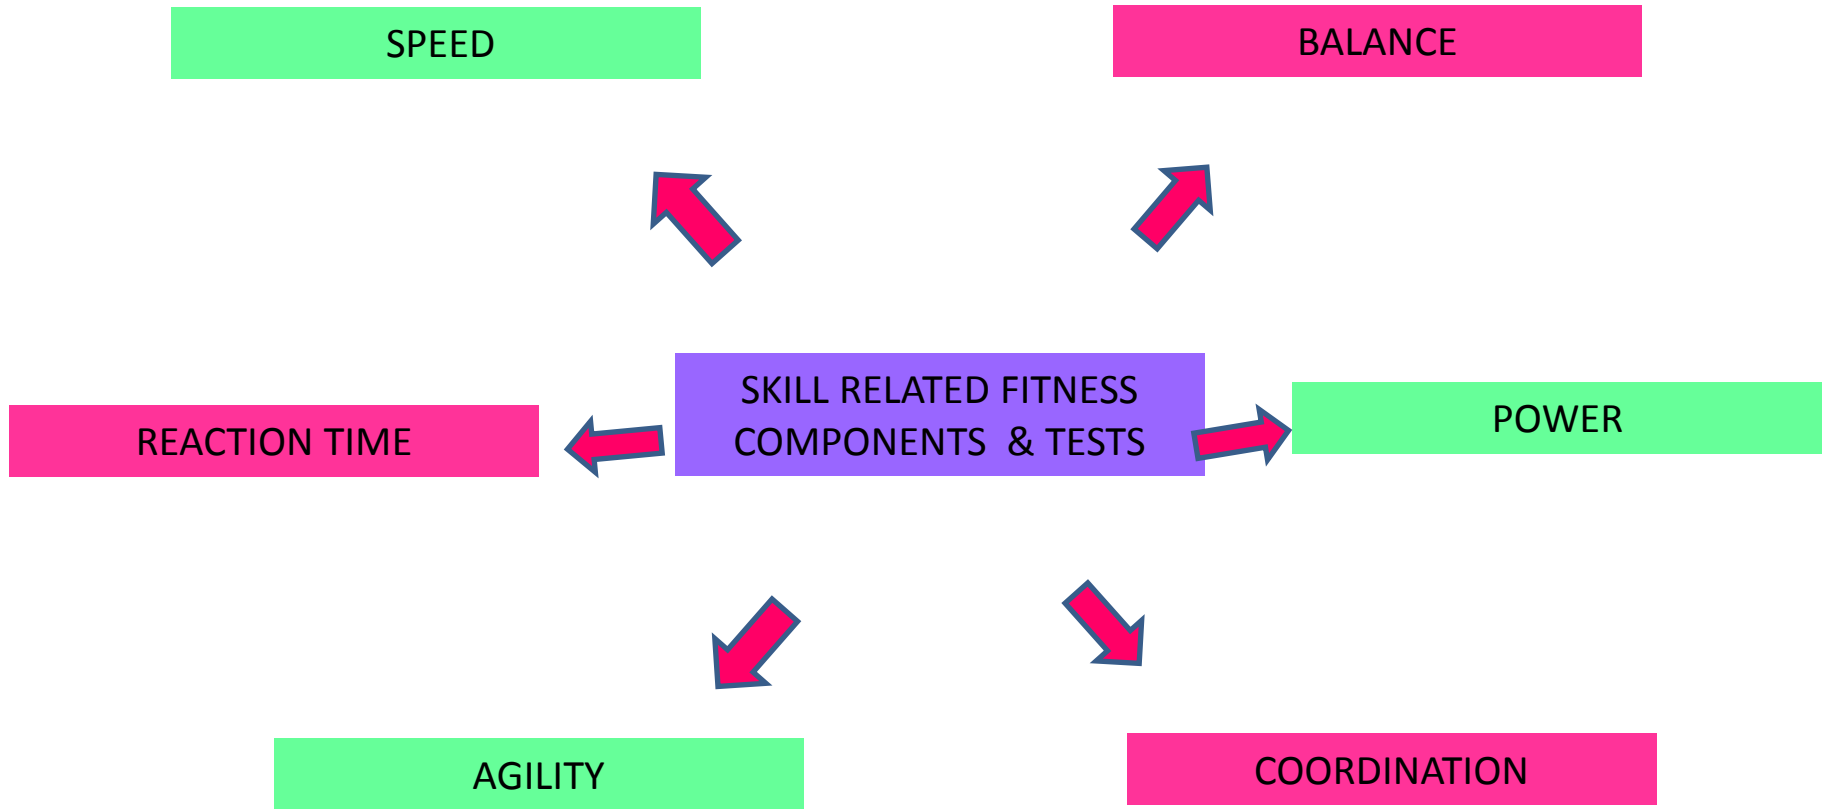 SPEED
BALANCE
SKILL RELATED FITNESS
COMPONENTS & TESTS
POWER
REACTION TIME
AGILITY
COORDINATION